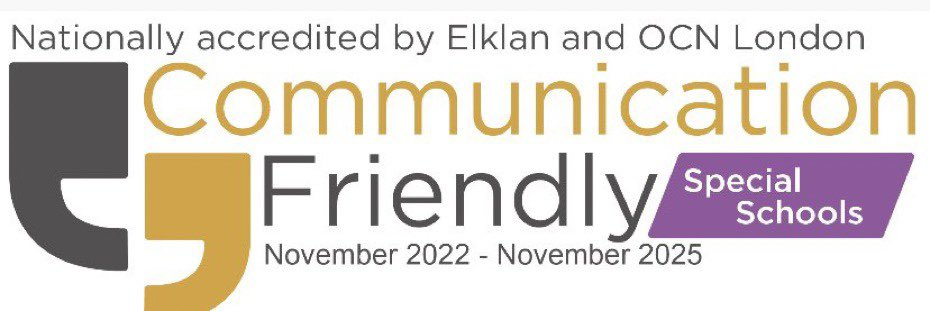 Nationally accredited by Elklan and OCN London
Communication
Friendly
Special
Schools
November 2022 - November 2025